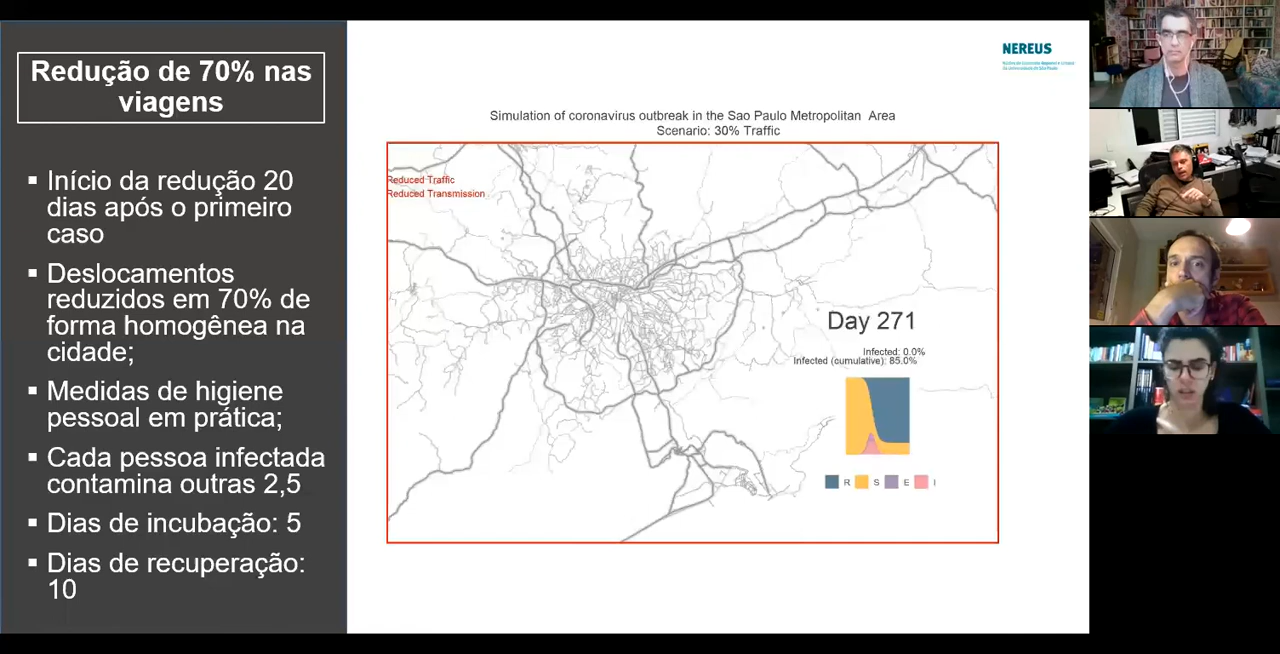 Redução de 70% nas
viagens
▪ Início da redução 20
dias após o primeiro
caso
▪ Deslocamentos
reduzidos em 70% de
forma homogênea na
cidade;
▪ Medidas de higiene
pessoal em prática;
▪ Cada pessoa infectada
contamina outras 2,5
▪ Dias de incubação: 5
▪ Dias de recuperação:
10
NEREUS
Simulation of coronavirus outbreak in the Sao Paulo Metropolitan Area
Scenario: 30% Traffic
Reduced Traffic
Reduced Transmission
Day 271
Infected: 0.0%
Infected (cumulative): 85.0%
R S E I